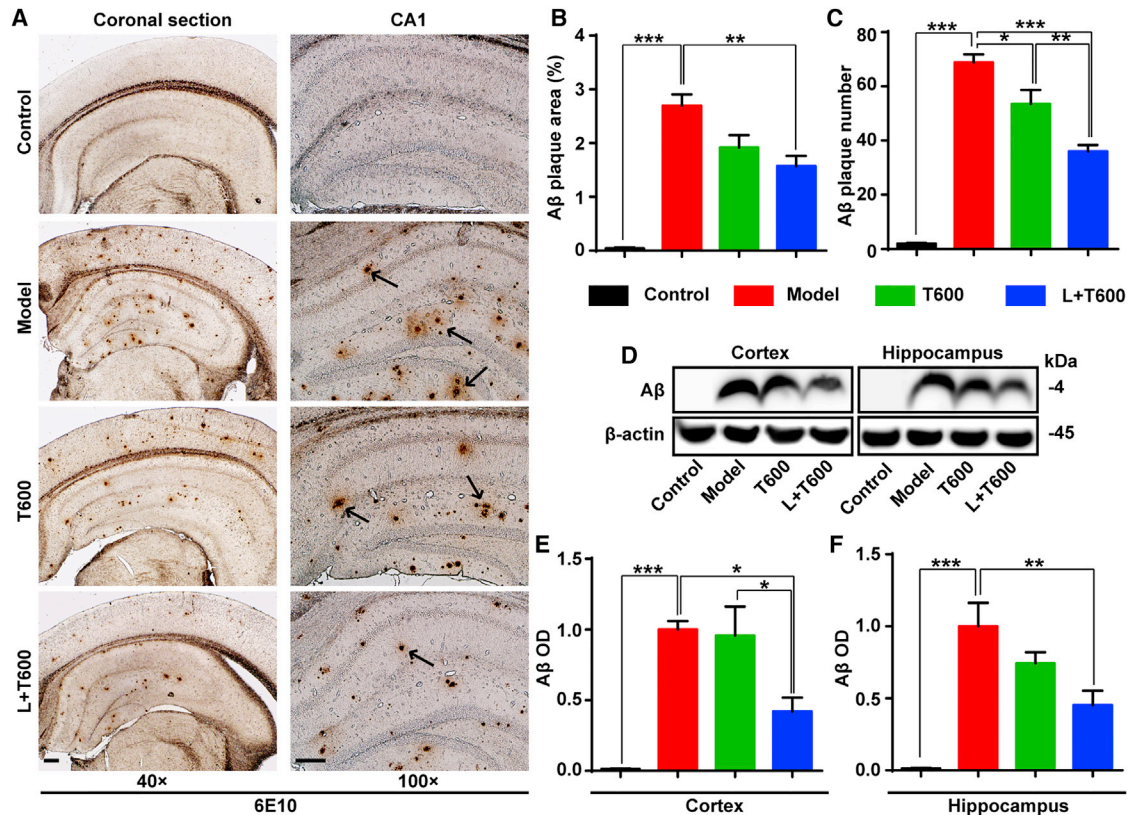 A
Coronal section
CA1
Control
Model
T600
L+T600
40×
100×
6E10
B
Aβ plaque area (%)
4
3
2
1
0
***
**
C
Aβ plaque number
80
60
40
20
0
***
***
*
**
Control
Model
T600
L+T600
D
Cortex
Hippocampus
kDa
Aβ
-4
β-actin
-45
Control
Model
T600
L+T600
Control
Model
T600
L+T600
E
Aβ OD
1.5
1.0
0.5
0.0
***
*
*
Cortex
F
Aβ OD
1.5
1.0
0.5
0.0
***
**
Hippocampus